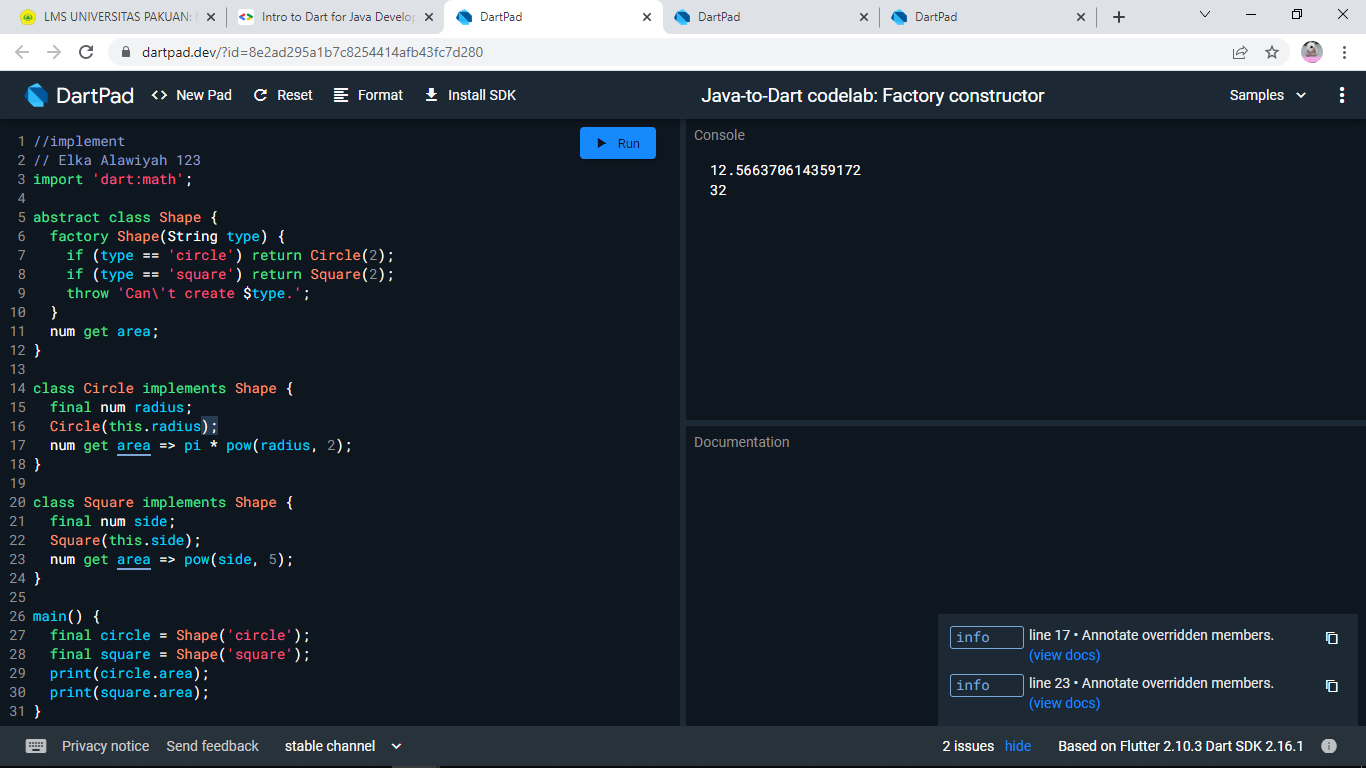 LMS UNIVERSITAS PAKUAN:
Intro to Dart for Java Develop
DartPad
DartPad
DartPad
dartpad.dev/?id=8e2ad295a1b7c8254414afb43fc7d280
DartPad
<> New Pad
Reset
Format
Install SDK
Java-to-Dart codelab: Factory constructor
Samples
Run
1 //implement
2 // Elka Alawiyah 123
3 import 'dart:math';
4
5 abstract class Shape {
6   factory Shape(String type) {
7     if (type == 'circle') return Circle(2);
8     if (type == 'square') return Square(2);
9     throw 'Can\'t create $type.';
10   }
11   num get area;
12 }
13
14 class Circle implements Shape {
15   final num radius;
16   Circle(this.radius);
17   num get area => pi * pow(radius, 2);
18 }
19
20 class Square implements Shape {
21   final num side;
22   Square(this.side);
23   num get area => pow(side, 5);
24 }
25
26 main() {
27   final circle = Shape('circle');
28   final square = Shape('square');
29   print(circle.area);
30   print(square.area);
31 }
Console
12.566370614359172
32
Documentation
info line 17 • Annotate overridden members.
(view docs)
info line 23 • Annotate overridden members.
(view docs)
Privacy notice
Send feedback
stable channel
2 issues hide
Based on Flutter 2.10.3 Dart SDK 2.16.1